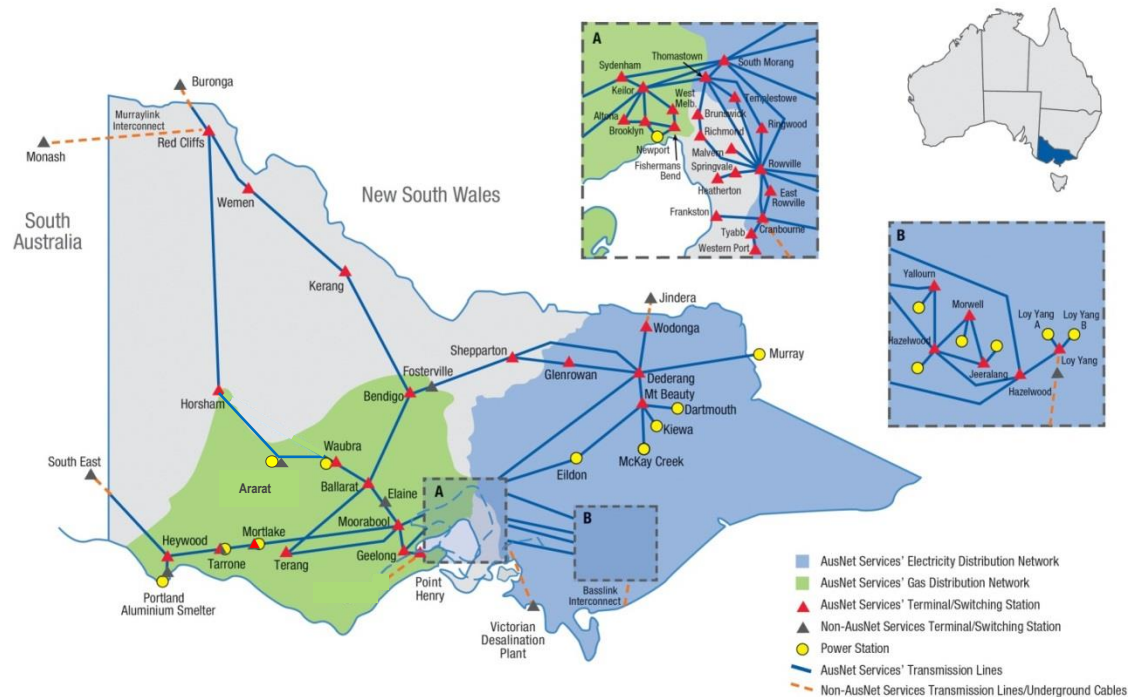 Buronga
Murraylink
Interconnect
Red Cliffs
Monash
Wemen
New South Wales
South
Australia
Kerang
Horsham
Bendigo
Fosterville
Shepparton
Glenrowan
Jindera
Wodonga
Murray
Dederang
Mt Beauty
Dartmouth
Kiewa
McKay Creek
Eildon
South East
Ararat
Waubra
Ballarat
Elaine
Moorabool
Heywood
Tarrone
Mortlake
Terang
Geelong
Portland
Aluminium Smelter
Point
Henry
Victorian
Desalination
Plant
Basslink
Interconnect
A
B
A
Thomastown
South Morang
Sydenham
Keilor
West
Melb.
Templestowe
Altona
Brooklyn
Brunswick
Richmond
Ringwood
Newport
Malvern
Fishermans
Bend
Springvale
Rowville
Heatherton
East
Rowville
Frankston
Cranbourne
Tyabb
Western Port
B
Yallourn
Morwell
Loy Yang
A
Loy Yang
B
Hazelwood
Loy Yang
Jeeralang
Hazelwood
AusNet Services' Electricity Distribution Network
AusNet Services' Gas Distribution Network
AusNet Services' Terminal/Switching Station
Non-AusNet Services Terminal/Switching Station
Power Station
AusNet Services' Transmission Lines
Non-AusNet Services Transmission Lines/Underground Cables